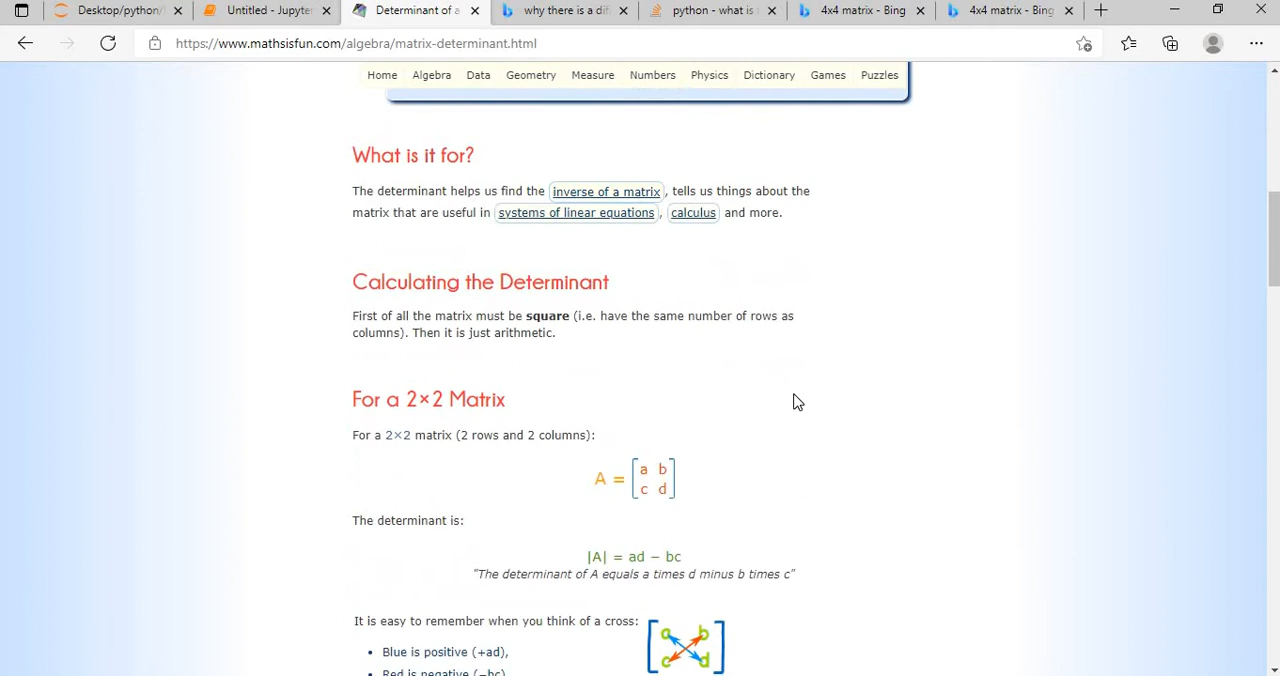 Desktop/python/
Untitled - Jupyte
Determinant of a
why there is a dif
python - what is
4x4 matrix - Bing
4x4 matrix - Bing
https://www.mathsisfun.com/algebra/matrix-determinant.html
Home Algebra Data Geometry Measure Numbers Physics Dictionary Games Puzzles
What is it for?
The determinant helps us find the inverse of a matrix, tells us things about the
matrix that are useful in systems of linear equations, calculus and more.
Calculating the Determinant
First of all the matrix must be square (i.e. have the same number of rows as
columns). Then it is just arithmetic.
For a 2×2 Matrix
For a 2×2 matrix (2 rows and 2 columns):
A = [a b
c d]
The determinant is:
|A| = ad − bc
"The determinant of A equals a times d minus b times c"
It is easy to remember when you think of a cross:
a b
c d
• Blue is positive (+ad),
• Red is negative (−bc)